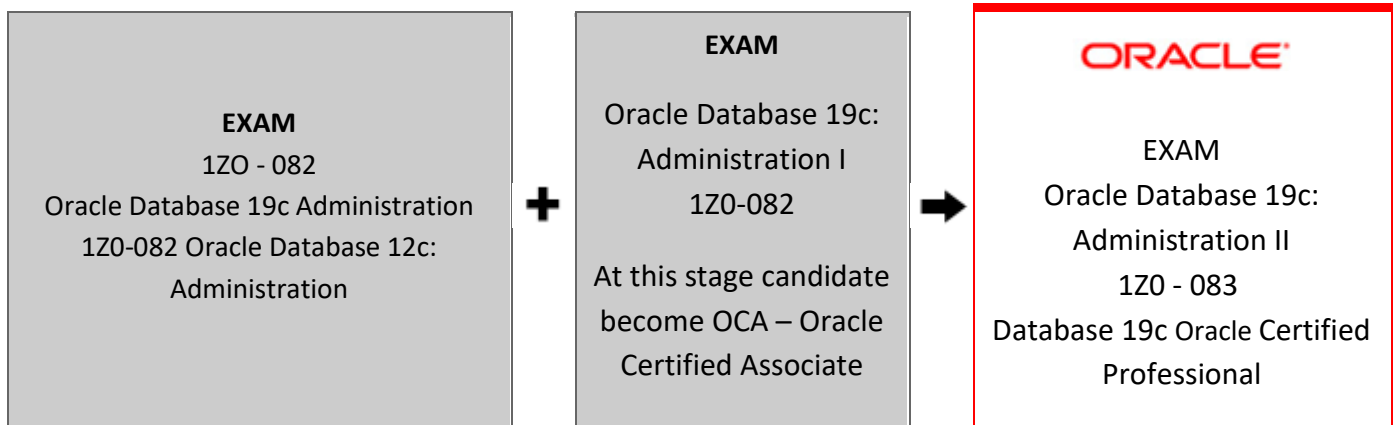 EXAM
1ZO - 082
Oracle Database 19c Administration
1Z0-082 Oracle Database 12c:
Administration
EXAM
Oracle Database 19c:
Administration I
1Z0-082
At this stage candidate
become OCA – Oracle
Certified Associate
ORACLE
EXAM
Oracle Database 19c:
Administration II
1Z0 - 083
Database 19c Oracle Certified
Professional